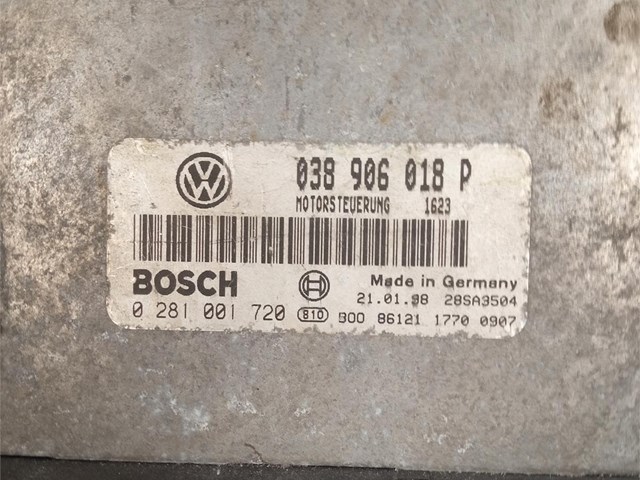 038 906 018 P
MOTORSTEUERUNG 1623
BOSCH
Made in Germany
21.01.98 28SA3504
0 281 001 720 810 B00 86121 1770 0907